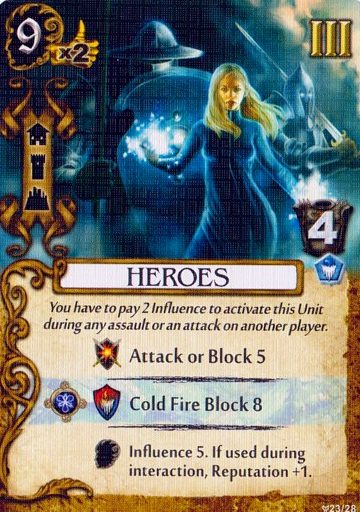 9
x2
III
4
HEROES
You have to pay 2 Influence to activate this Unit
during any assault or an attack on another player.
Attack or Block 5
Cold Fire Block 8
Influence 5. If used during
interaction, Reputation +1.
23/28